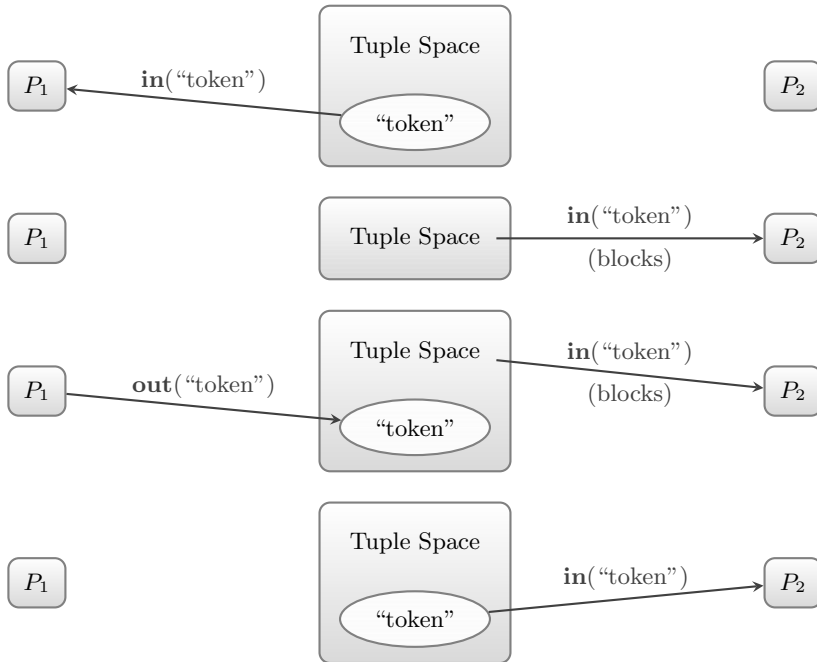 Tuple Space
P₁
in(“token”)
“token”
P₂
P₁
Tuple Space
in(“token”)
(blocks)
P₂
Tuple Space
P₁
out(“token”)
“token”
in(“token”)
(blocks)
P₂
Tuple Space
P₁
“token”
in(“token”)
P₂